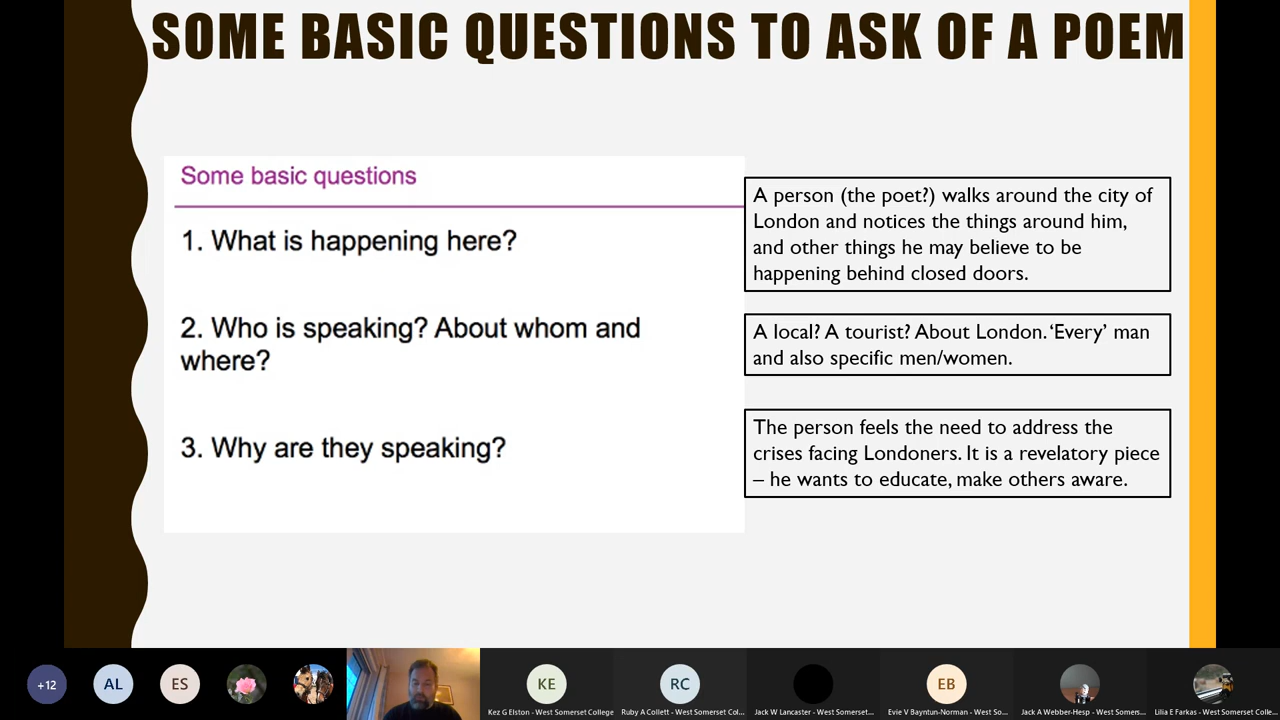 SOME BASIC QUESTIONS TO ASK OF A POEM
Some basic questions
1. What is happening here?
A person (the poet?) walks around the city of
London and notices the things around him,
and other things he may believe to be
happening behind closed doors.
2. Who is speaking? About whom and
where?
A local? A tourist? About London. ‘Every’ man
and also specific men/women.
3. Why are they speaking?
The person feels the need to address the
crises facing Londoners. It is a revelatory piece
– he wants to educate, make others aware.
+12
AL
ES
KE
RC
EB
Kez G Elston - West Somerset College
Ruby A Collett - West Somerset Col...
Jack W Lancaster - West Somerset...
Evie V Bayntun-Norman - West So...
Jack A Webber-Hesp - West Somers...
Lilia E Farkas - West Somerset Colle...